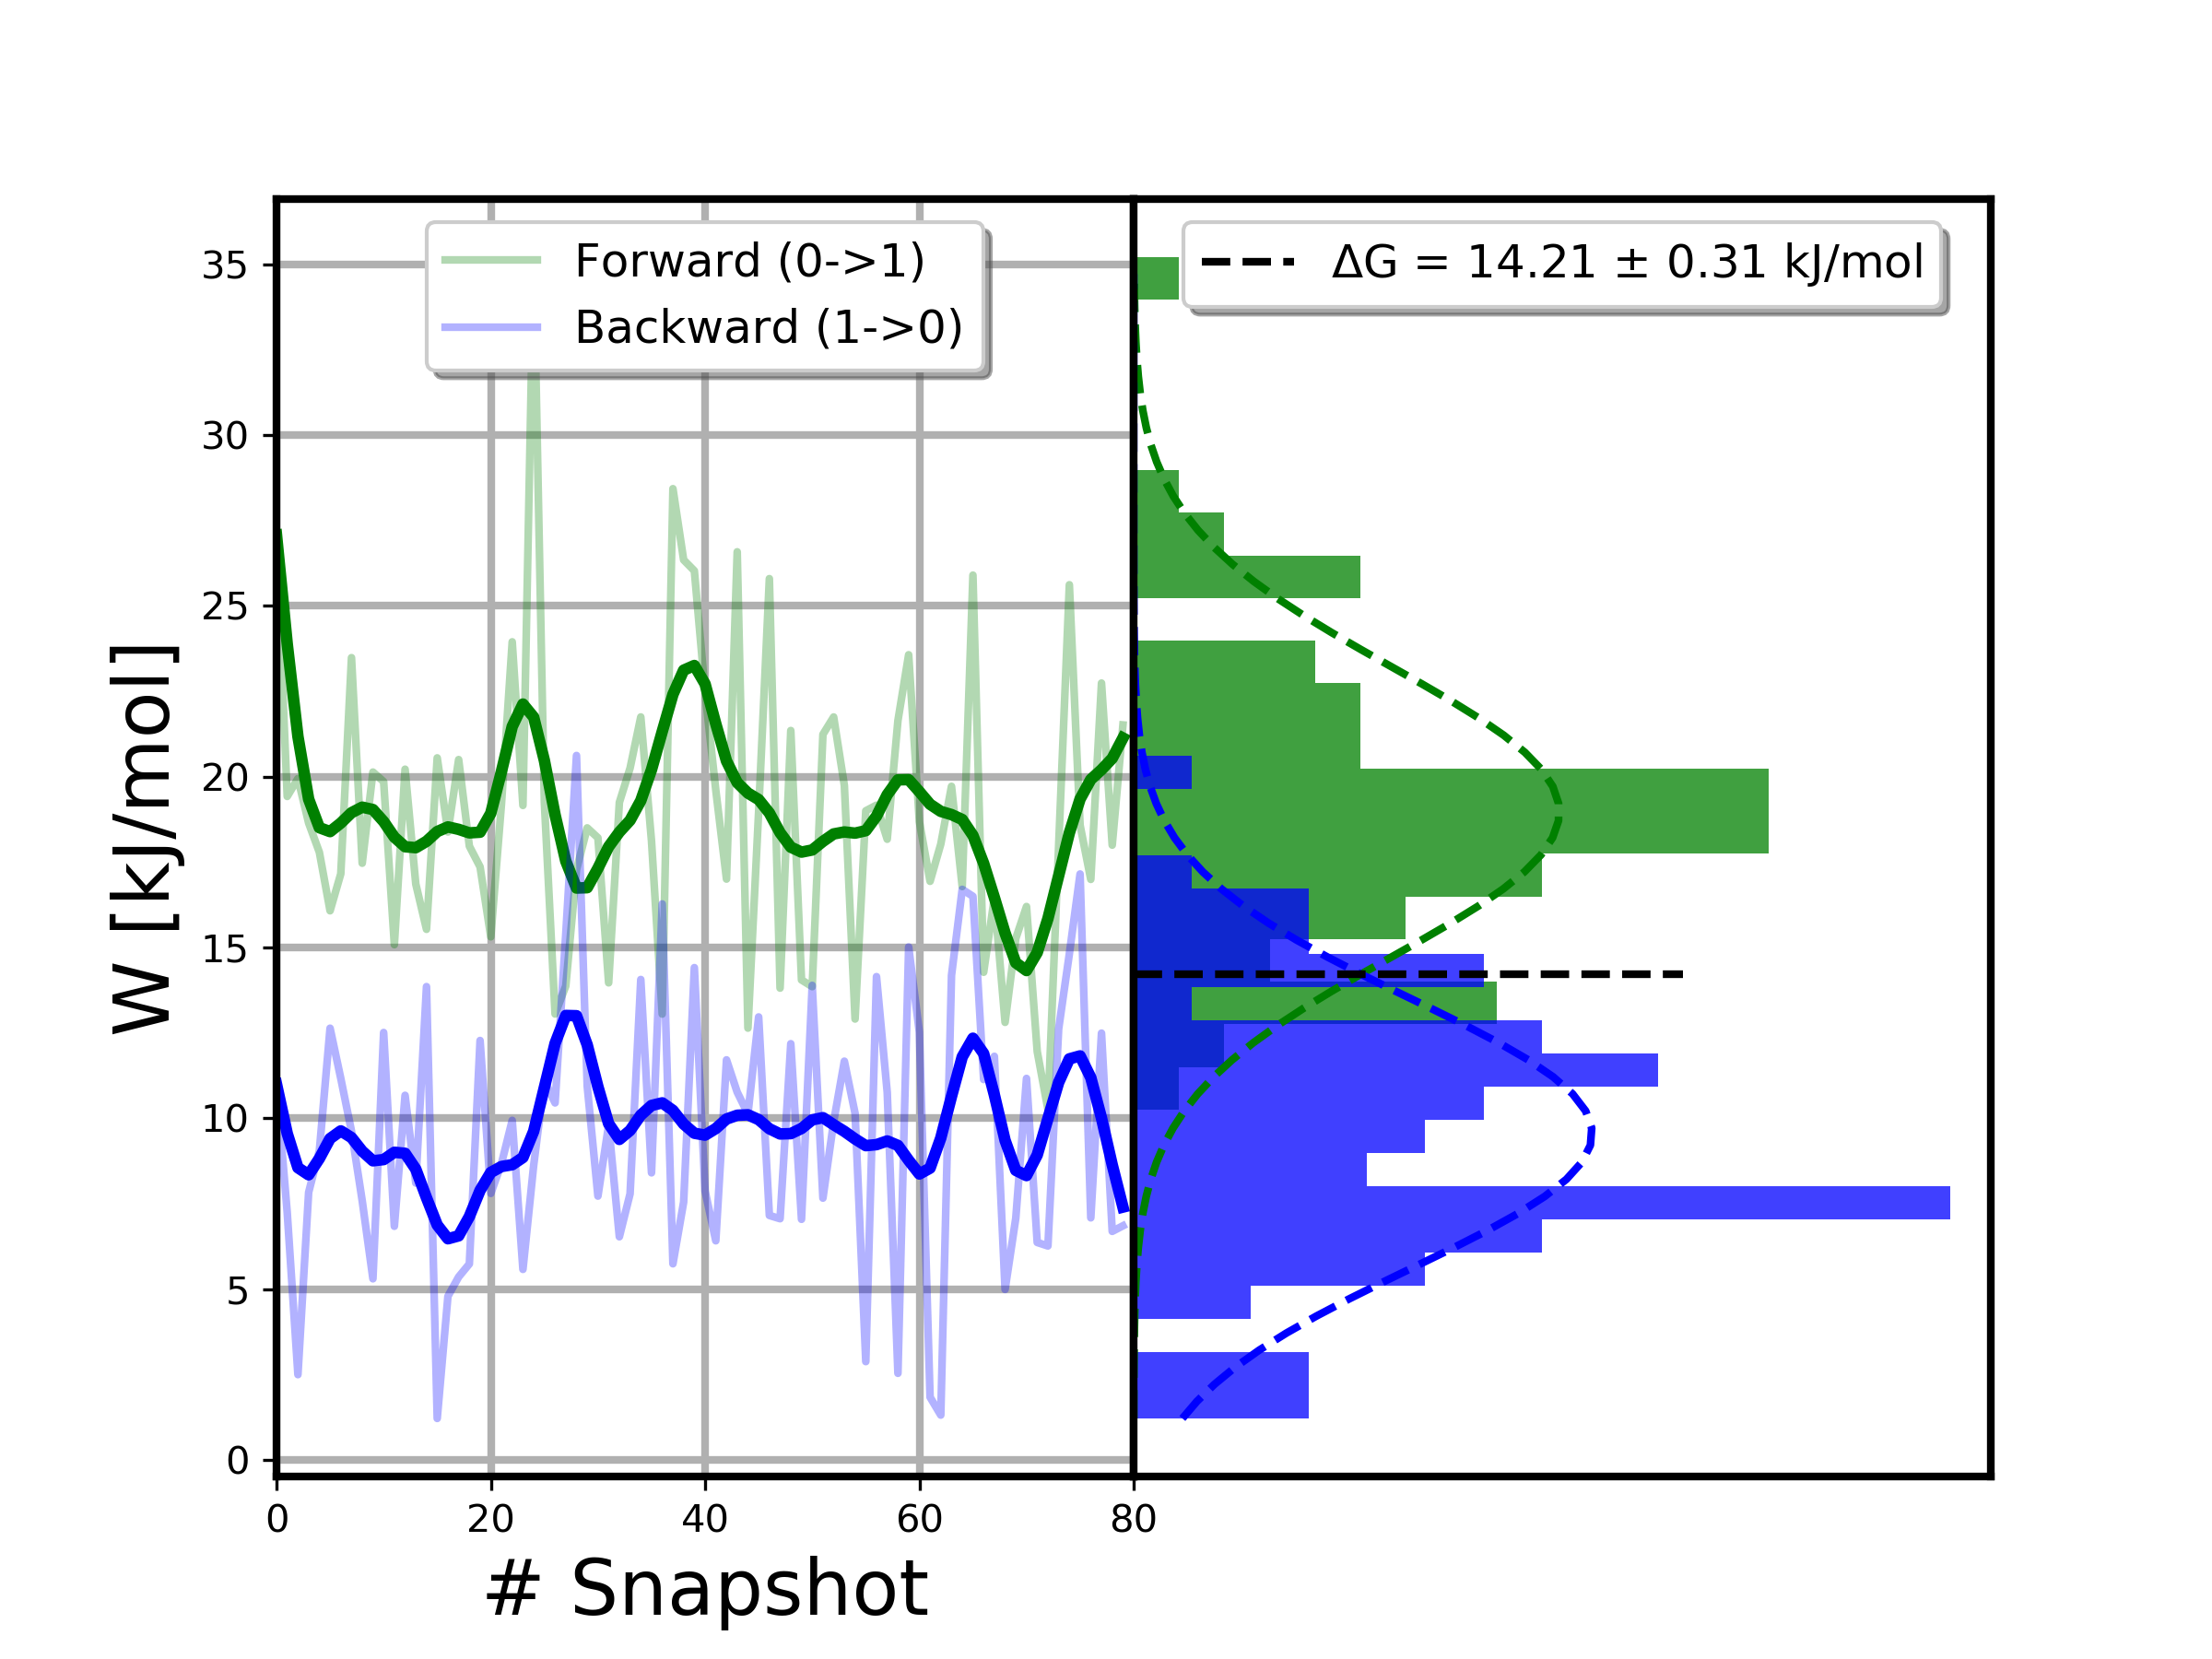 Forward (0->1)
Backward (1->0)
ΔG = 14.21 ± 0.31 kJ/mol
35
30
25
20
15
10
5
0
W [kJ/mol]
0 20 40 60 80
# Snapshot